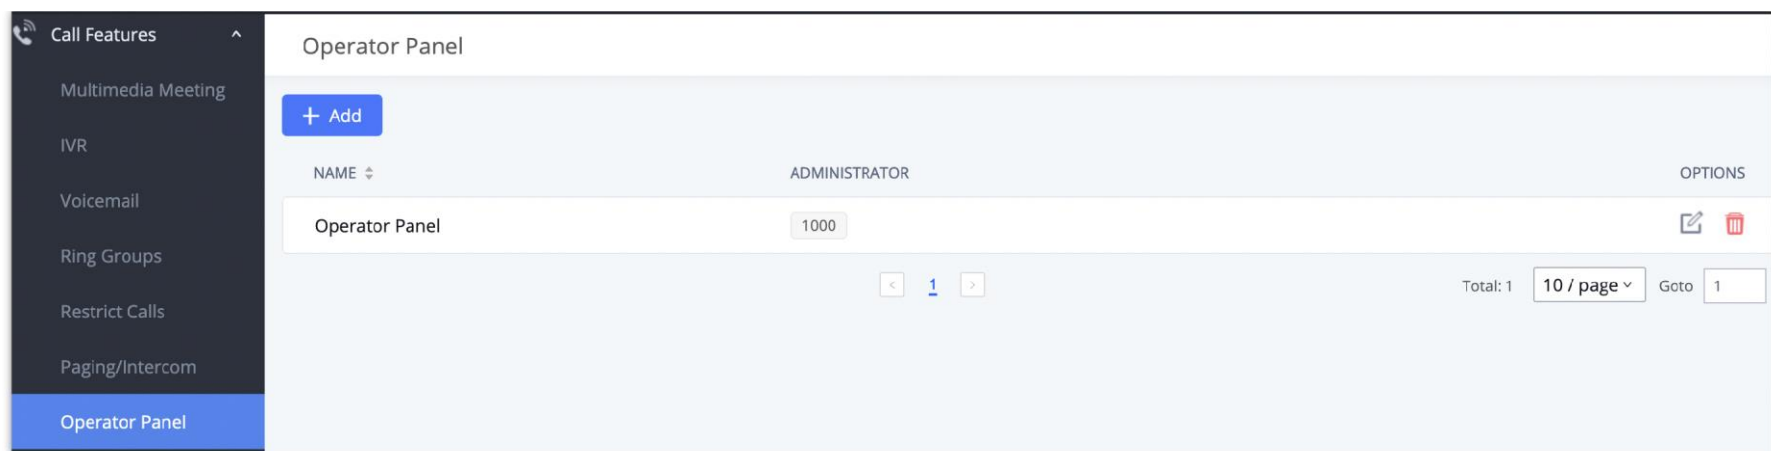 Call Features
Multimedia Meeting
IVR
Voicemail
Ring Groups
Restrict Calls
Paging/Intercom
Operator Panel
Operator Panel
+ Add
NAME ADMINISTRATOR OPTIONS
Operator Panel 1000
< 1 > Total: 1 10 / page Goto 1